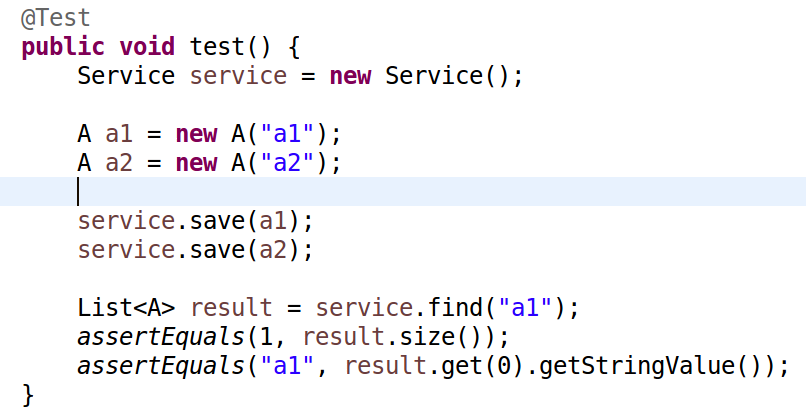 @Test
public void test() {
    Service service = new Service();

    A a1 = new A("a1");
    A a2 = new A("a2");

    service.save(a1);
    service.save(a2);

    List<A> result = service.find("a1");
    assertEquals(1, result.size());
    assertEquals("a1", result.get(0).getStringValue());
}